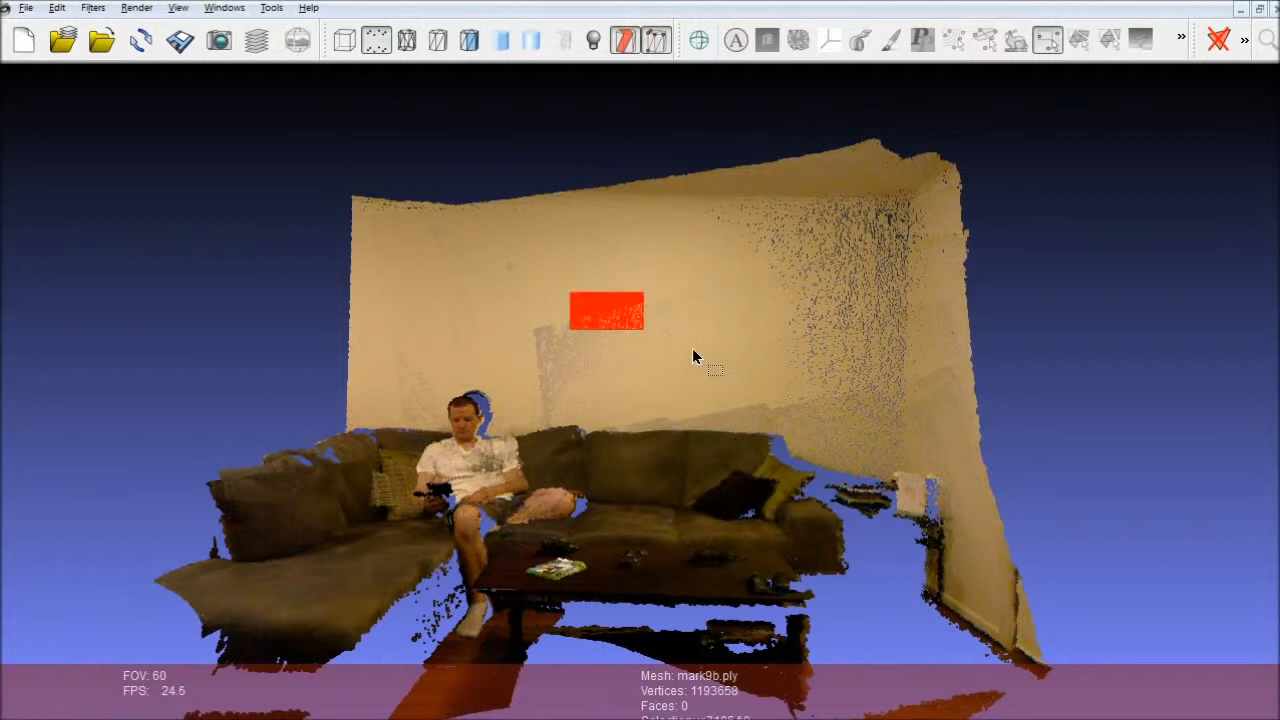 File Edit Filters Render View Windows Tools Help
A
FOV: 60
FPS: 24.6
Mesh: mark9b.ply
Vertices: 1193658
Faces: 0